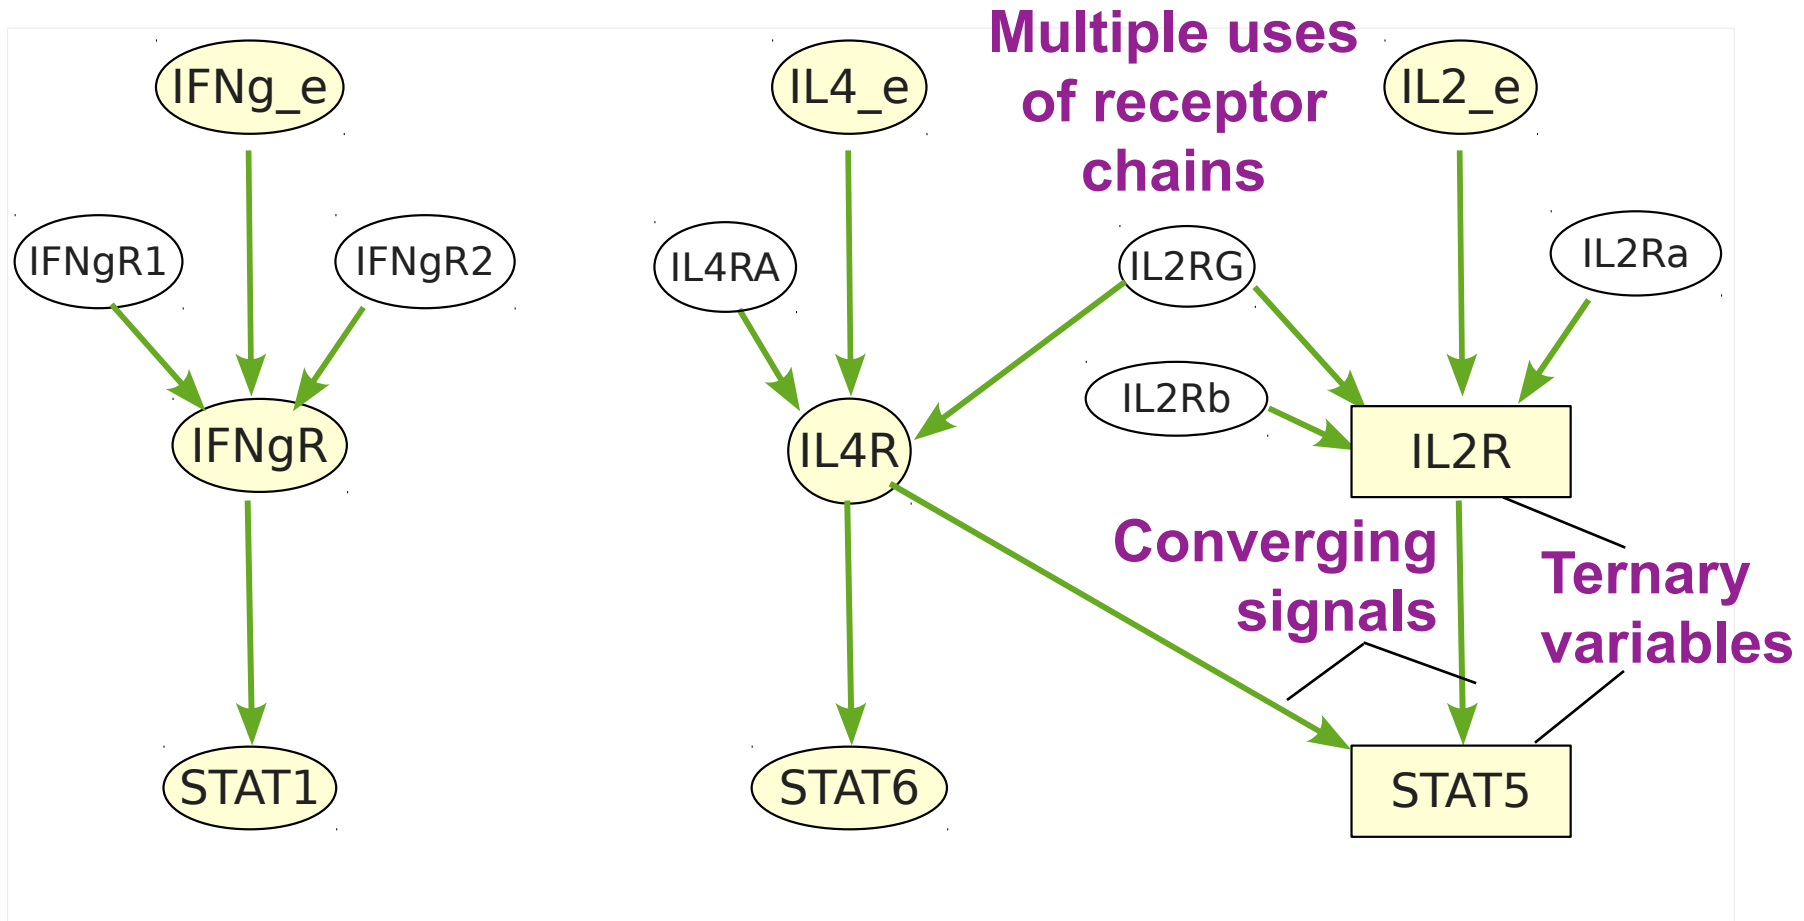 Multiple uses
of receptor
chains
IFNg_e
IL4_e
IL2_e
IFNgR1
IFNgR2
IL4RA
IL2RG
IL2Ra
IL2Rb
IFNgR
IL4R
IL2R
Converging
signals
Ternary
variables
STAT1
STAT6
STAT5